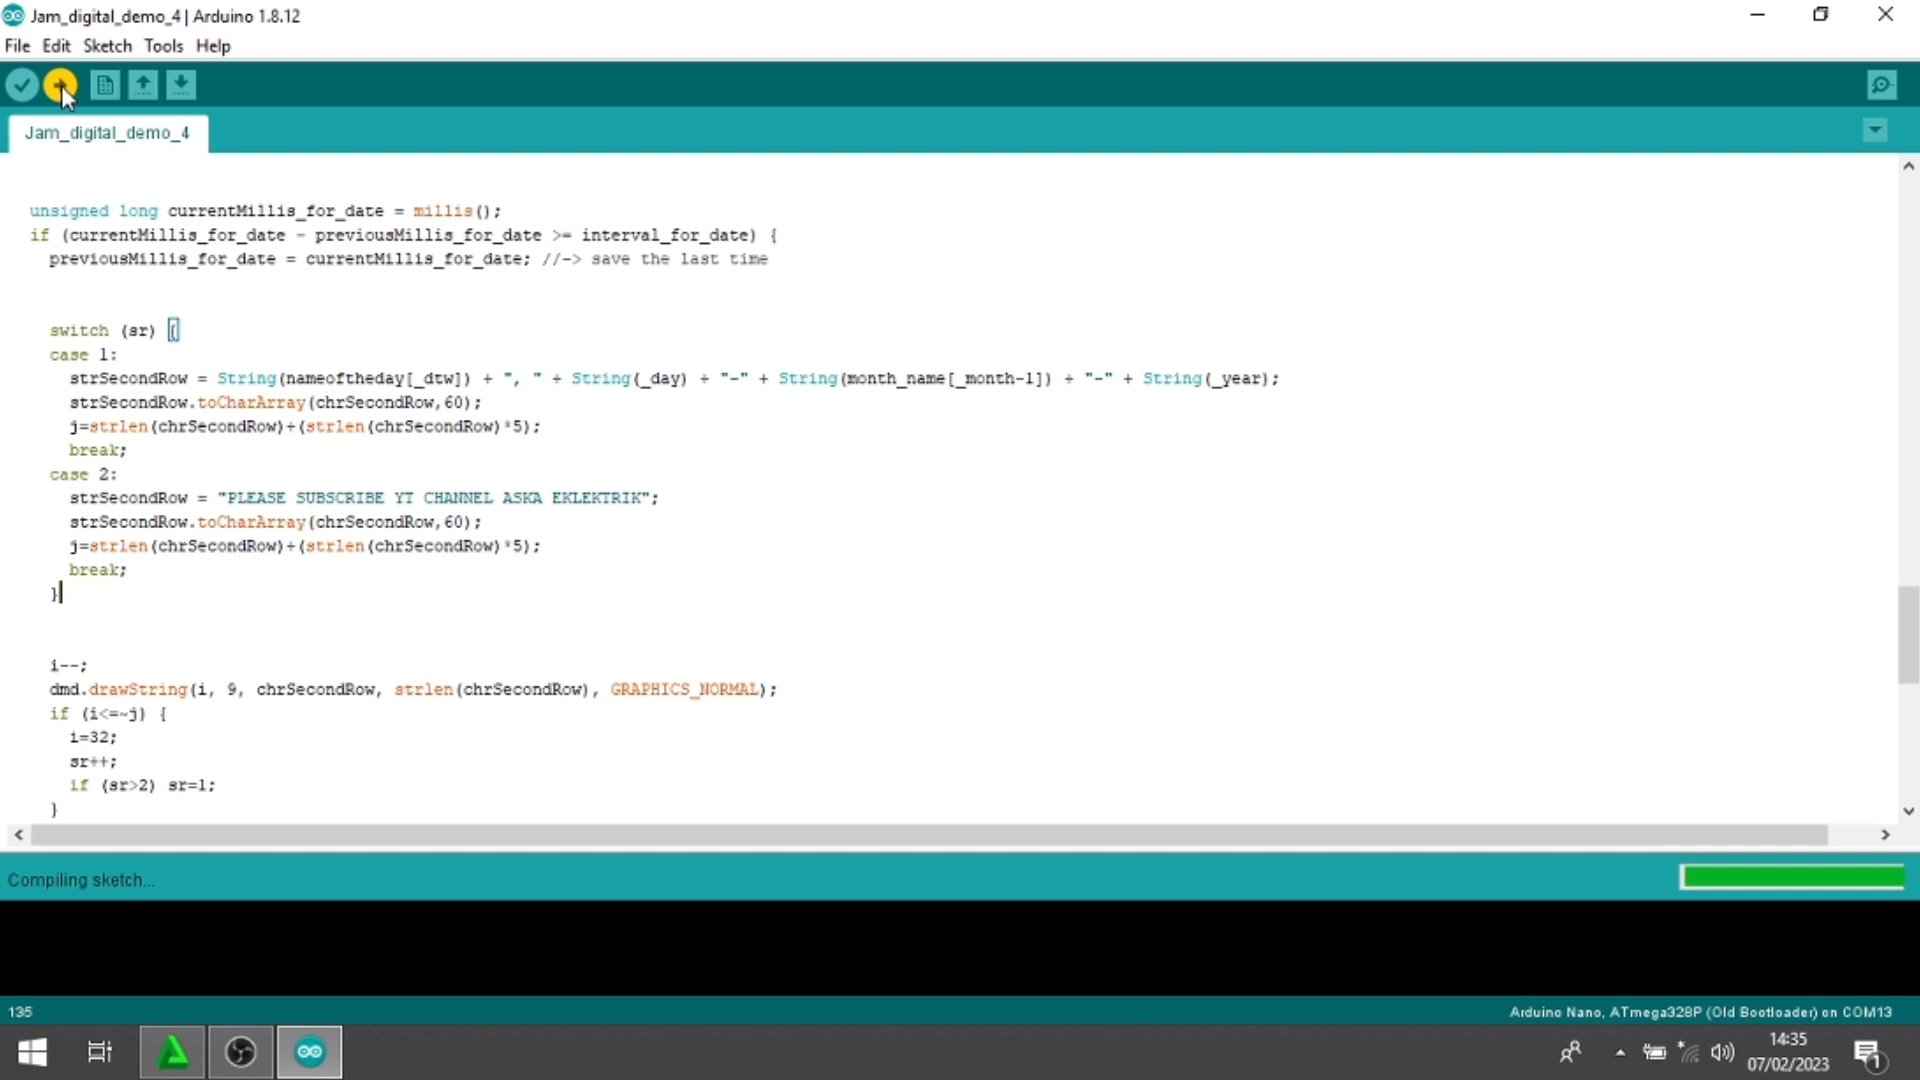 Jam_digital_demo_4 | Arduino 1.8.12
File Edit Sketch Tools Help
Jam_digital_demo_4
unsigned long currentMillis_for_date = millis();
if (currentMillis_for_date - previousMillis_for_date >= interval_for_date) {
previousMillis_for_date = currentMillis_for_date; //-> save the last time
switch (sr) {
case 1:
strSecondRow = String(nameoftheday[_dtw]) + ", " + String(_day) + "-" + String(month_name[_month-1]) + "-" + String(_year);
strSecondRow.toCharArray(chrSecondRow,60);
j=strlen(chrSecondRow)+(strlen(chrSecondRow)*5);
break;
case 2:
strSecondRow = "PLEASE SUBSCRIBE YT CHANNEL ASKA EKLEKTRIK";
strSecondRow.toCharArray(chrSecondRow,60);
j=strlen(chrSecondRow)+(strlen(chrSecondRow)*5);
break;
}
i--;
dmd.drawString(i, 9, chrSecondRow, strlen(chrSecondRow), GRAPHICS_NORMAL);
if (i<=~j) {
i=32;
sr++;
if (sr>2) sr=1;
}
Compiling sketch...
135
Arduino Nano, ATmega328P (Old Bootloader) on COM13
14:35
07/02/2023
1